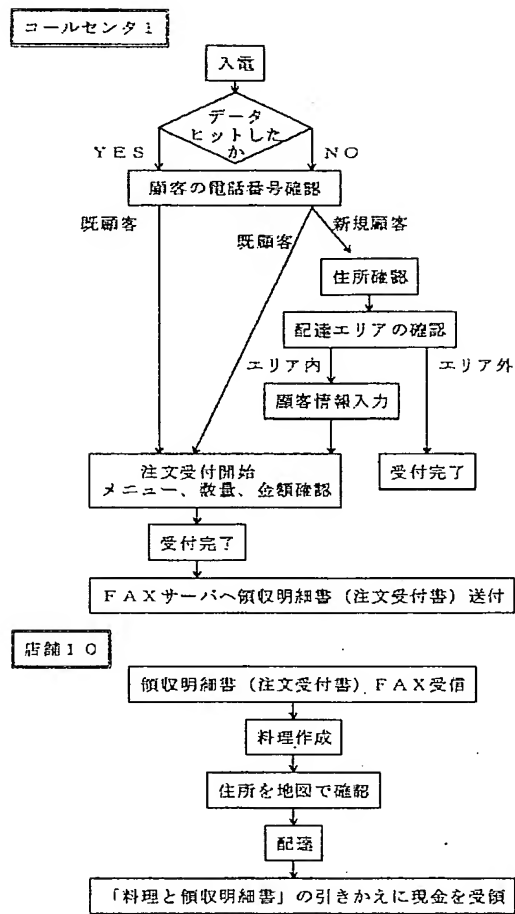 コールセンタ1
入電
データ
ヒットした
か
YES
NO
顧客の電話番号確認
既顧客
既顧客
新規顧客
住所確認
配達エリアの確認
エリア内
エリア外
顧客情報入力
注文受付開始
メニュー、数量、金額確認
受付完了
受付完了
FAXサーバへ領収明細書(注文受付書)送付
店舗10
領収明細書(注文受付書)FAX受信
料理作成
住所を地図で確認
配達
「料理と領収明細書」の引きかえに現金を受領